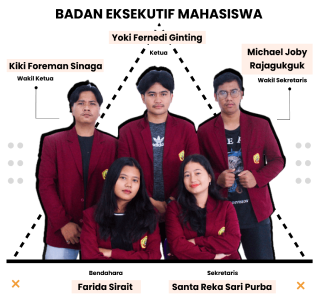 BADAN EKSEKUTIF MAHASISWA
Yoki Fernedi Ginting
Ketua
Kiki Foreman Sinaga
Wakil Ketua
Michael Joby
Rajagukguk
Wakil Sekretaris
Bendahara
Farida Sirait
Sekretaris
Santa Reka Sari Purba